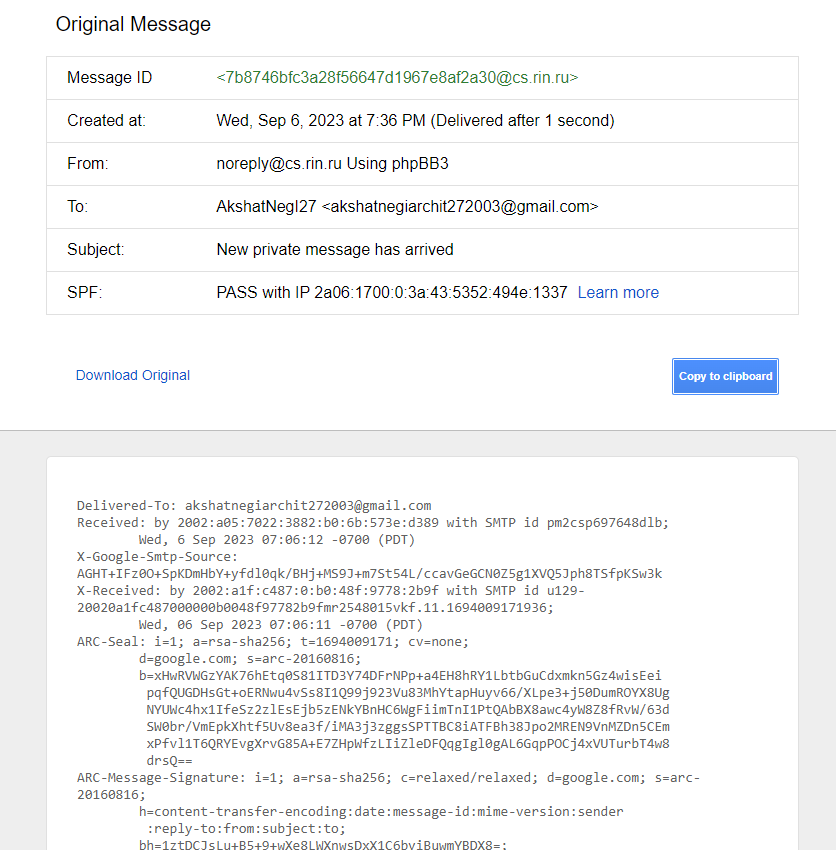 Original Message
Message ID <7b8746bfc3a28f56647d1967e8af2a30@cs.rin.ru>
Created at: Wed, Sep 6, 2023 at 7:36 PM (Delivered after 1 second)
From: noreply@cs.rin.ru Using phpBB3
To: AkshatNegI27 <akshatnegiarchit272003@gmail.com>
Subject: New private message has arrived
SPF: PASS with IP 2a06:1700:0:3a:43:5352:494e:1337 Learn more
Download Original Copy to clipboard
Delivered-To: akshatnegiarchit272003@gmail.com
Received: by 2002:a05:7022:3882:b0:6b:573e:d389 with SMTP id pm2csp697648dlb;
Wed, 6 Sep 2023 07:06:12 -0700 (PDT)
X-Google-Smtp-Source:
AGHT+IFz0O+SpKDmHbY+yfdl0qk/BHj+MS9J+m7St54L/ccavGeGCN0Z5g1XVQ5Jph8TSfpKSw3k
X-Received: by 2002:a1f:c487:0:b0:48f:9778:2b9f with SMTP id u129-
20020a1fc487000000b0048f97782b9fmr2548015vkf.11.1694009171936;
Wed, 06 Sep 2023 07:06:11 -0700 (PDT)
ARC-Seal: i=1; a=rsa-sha256; t=1694009171; cv=none;
d=google.com; s=arc-20160816;
b=xHwRVWGzYAK76hEtq0S81ITD3Y74DFrNPp+a4EH8hRY1LbtbGuCdxmkn5Gz4wisEei
pqfQUGDHsGt+oERNwu4vSs8I1Q99j923Vu83MhYtapHuyv66/XLpe3+j50DumROYX8Ug
NYUWc4hx1IfeSz2zlEsEjb5zENkYBnHC6WgFiimTnI1PtQAbBX8awc4yW8Z8fRvW/63d
SW0br/VmEpkXhtf5Uv8ea3f/iMA3j3zggsSPTTBC8iATFBh38Jpo2MREN9VnMZDn5CEm
xPfvl1T6QRYEvgXrvG85A+E7ZHpWfzLIiZleDFQqgIgl0gAL6GqpPOCj4xVUTurbT4w8
drsQ==
ARC-Message-Signature: i=1; a=rsa-sha256; c=relaxed/relaxed; d=google.com; s=arc-
20160816;
h=content-transfer-encoding:date:message-id:mime-version:sender
:reply-to:from:subject:to;
bh=1ztDCJsLu+B5+9+wXe8LWXnwsDxX1C6bviBuwmYBDX8=;